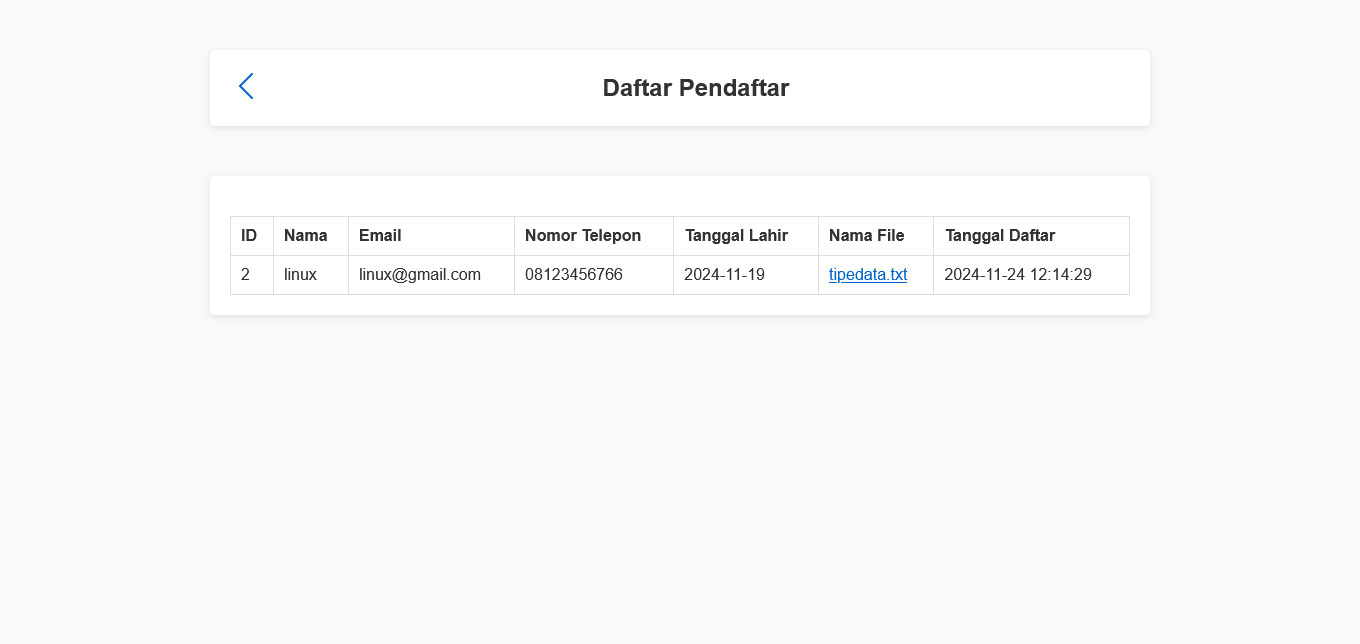 Daftar Pendaftar
ID Nama Email Nomor Telepon Tanggal Lahir Nama File Tanggal Daftar
2 linux linux@gmail.com 08123456766 2024-11-19 tipedata.txt 2024-11-24 12:14:29